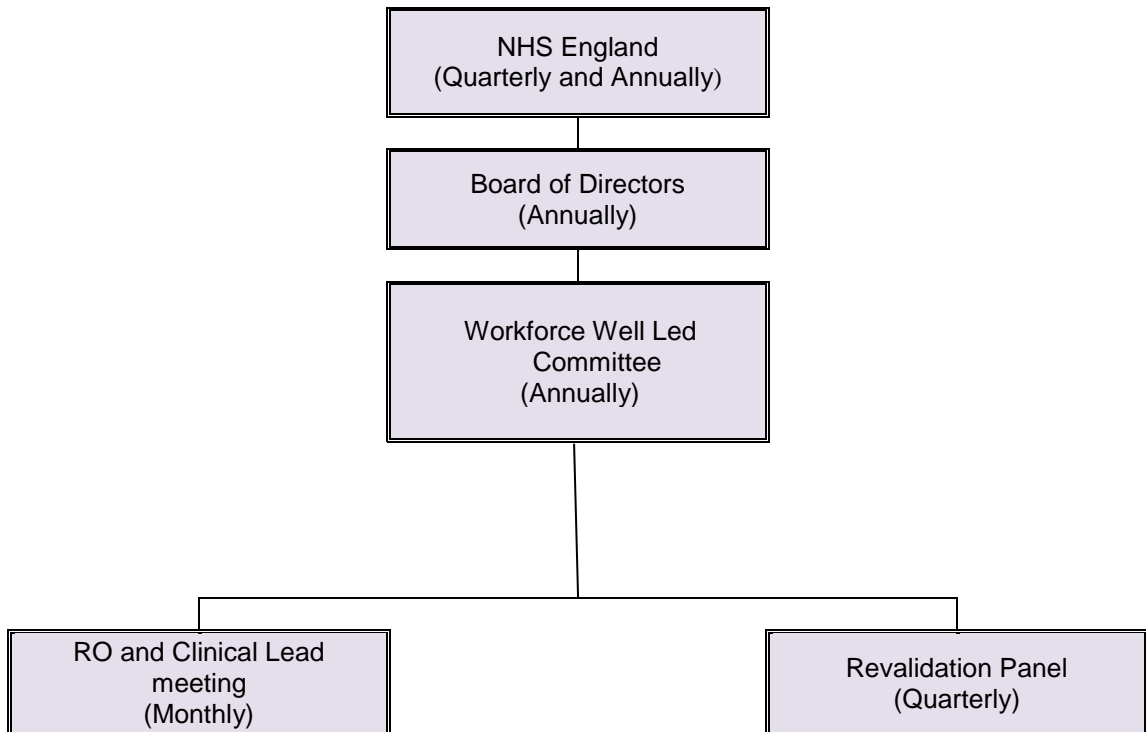 NHS England
(Quarterly and Annually)
Board of Directors
(Annually)
Workforce Well Led
Committee
(Annually)
RO and Clinical Lead
meeting
(Monthly)
Revalidation Panel
(Quarterly)